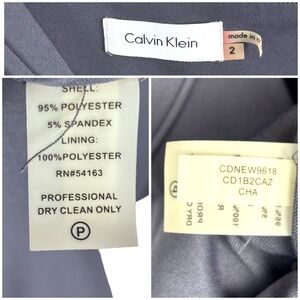 Calvin Klein
made in
2
SHELL:
95% POLYESTER
5% SPANDEX
LINING:
100%POLYESTER
RN#54163
PROFESSIONAL
DRY CLEAN ONLY
P
CDNEW9618
CD1B2CAZ
CHA